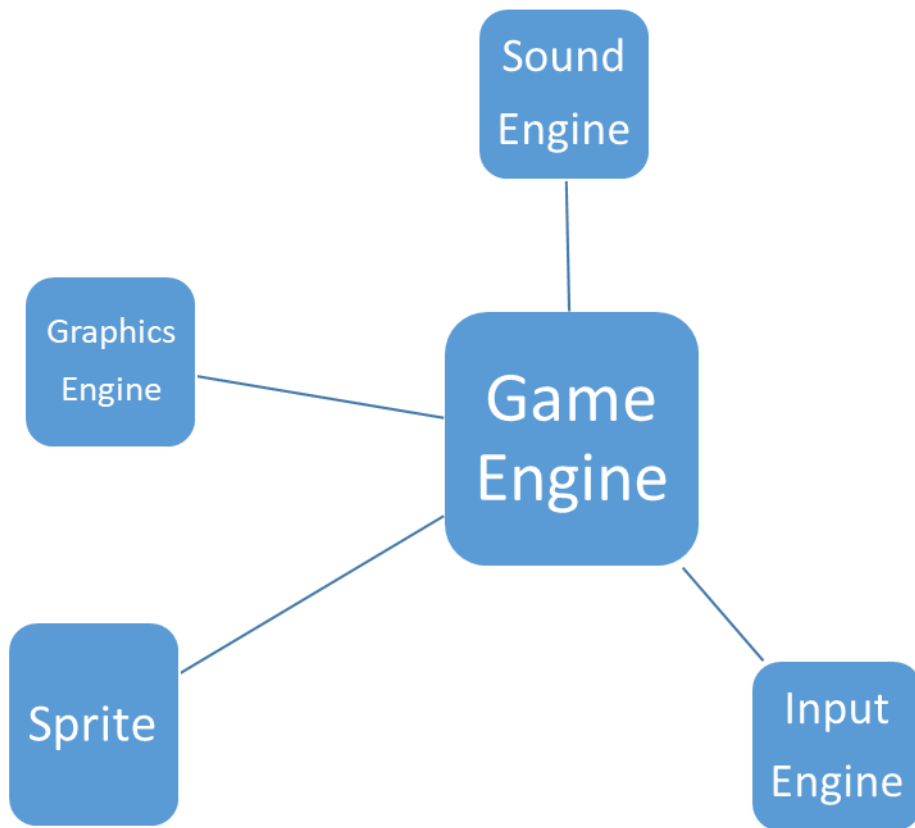 Sound
Engine
Graphics
Engine
Game
Engine
Sprite
Input
Engine